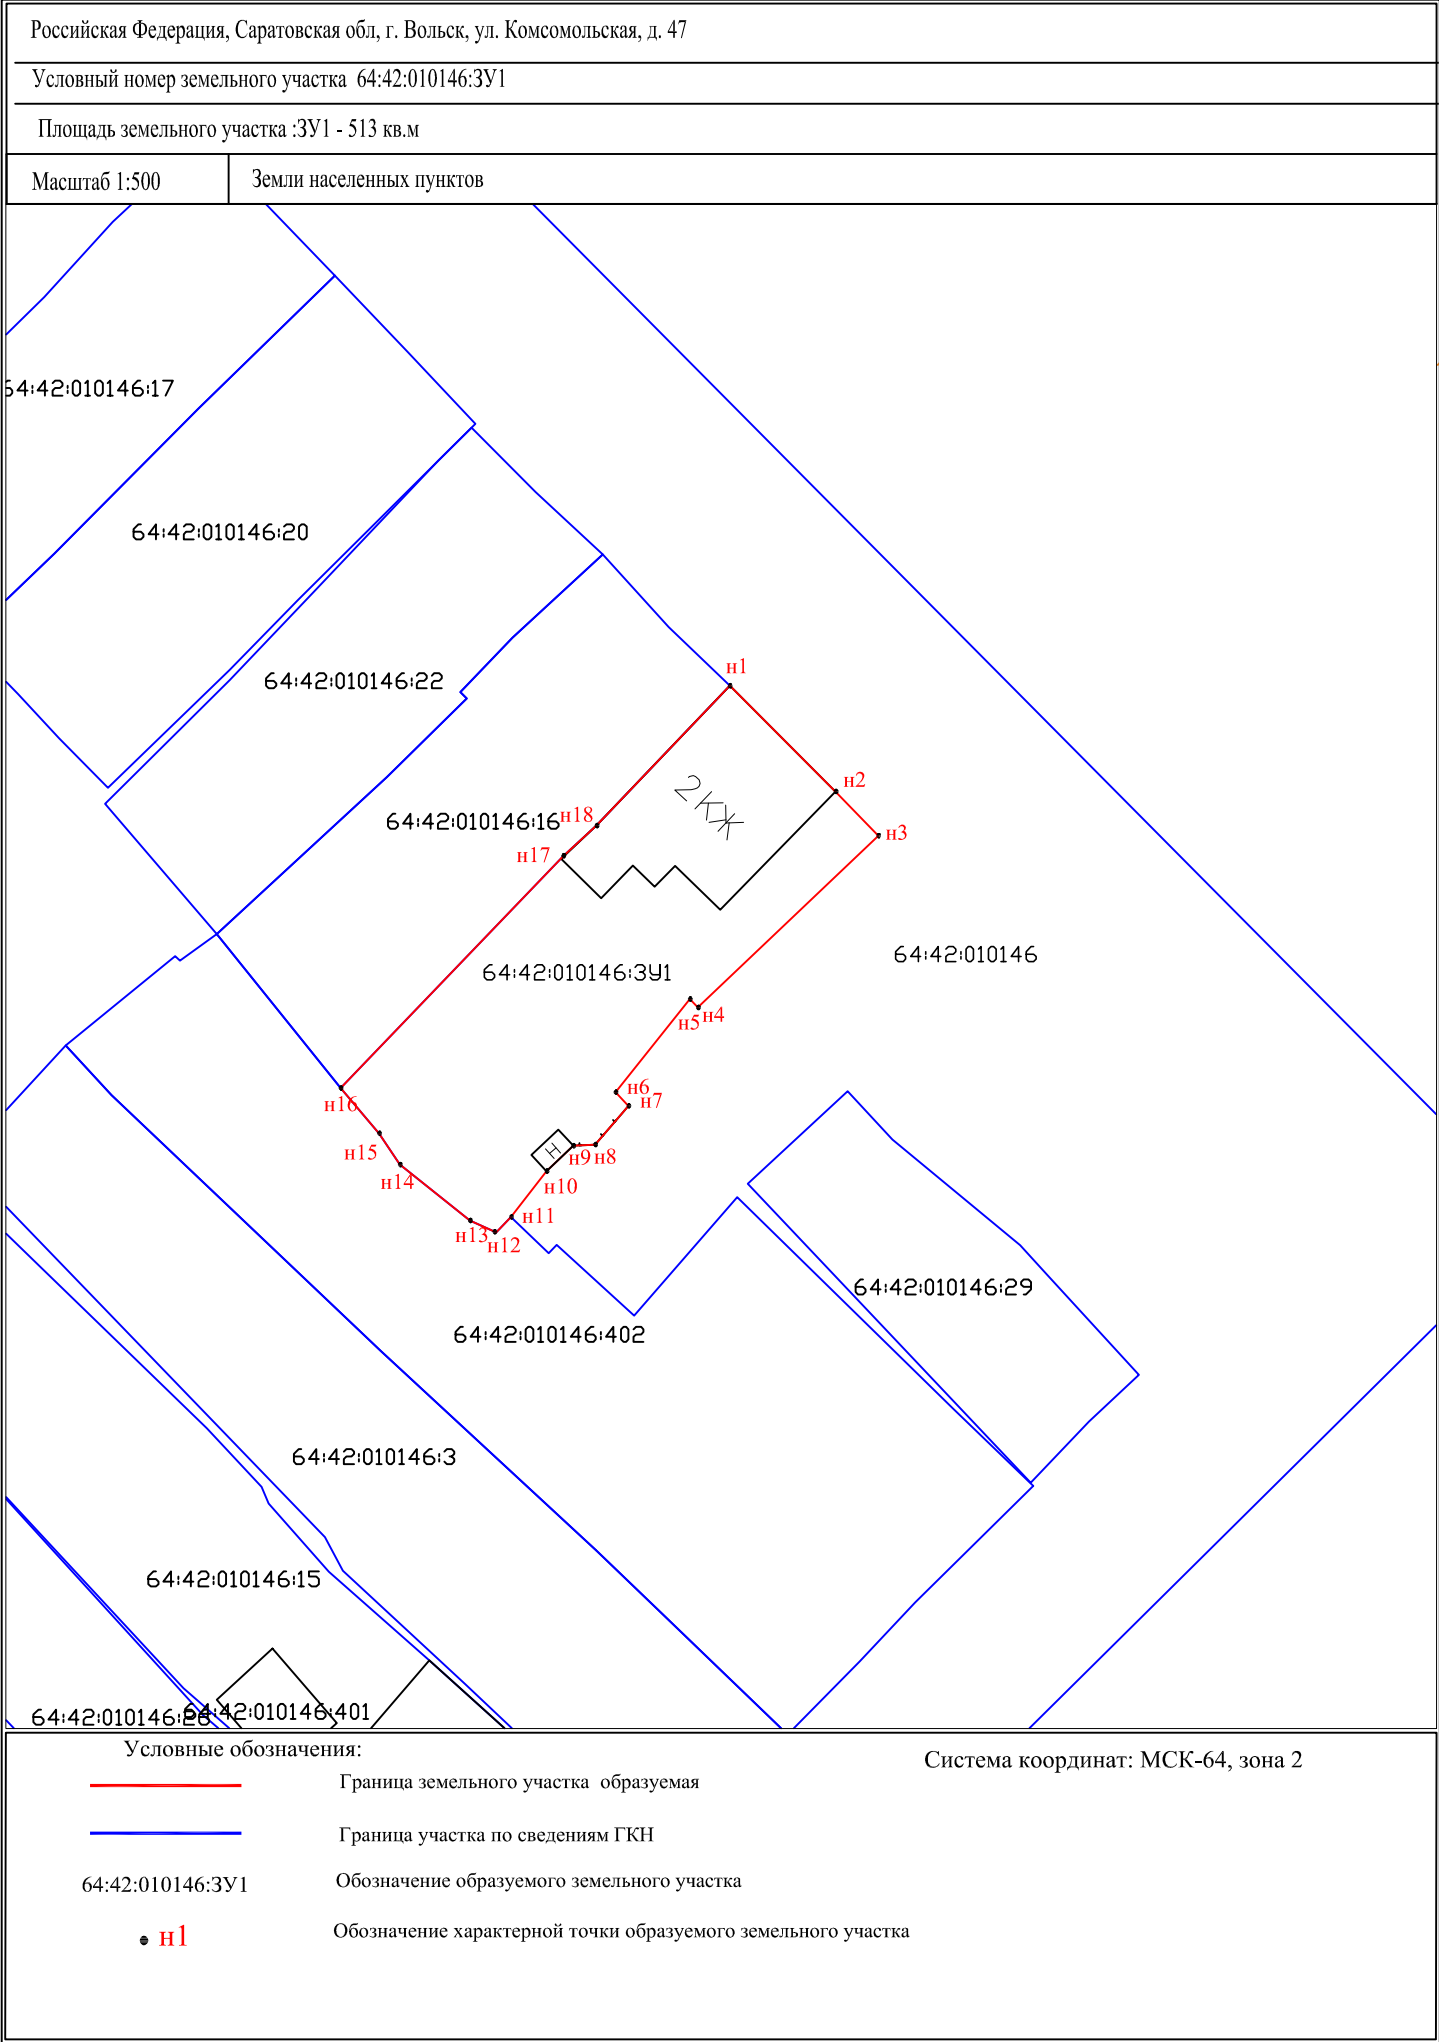 Российская Федерация, Саратовская обл, г. Вольск, ул. Комсомольская, д. 47
Условный номер земельного участка 64:42:010146:ЗУ1
Площадь земельного участка :ЗУ1 - 513 кв.м
Масштаб 1:500
Земли населенных пунктов
64:42:010146:17
64:42:010146:20
н1
64:42:010146:22
н2
2КЖ
64:42:010146:16
н18
н3
н17
64:42:010146
64:42:010146:ЗУ1
н5
н4
н6
н7
н16
н15
Н
н9
н8
н14
н10
н11
н13
н12
64:42:010146:29
64:42:010146:402
64:42:010146:3
64:42:010146:15
64:42:010146:26
64:42:010146:401
Условные обозначения:
Система координат: МСК-64, зона 2
Граница земельного участка образуемая
Граница участка по сведениям ГКН
64:42:010146:ЗУ1
Обозначение образуемого земельного участка
н1
Обозначение характерной точки образуемого земельного участка